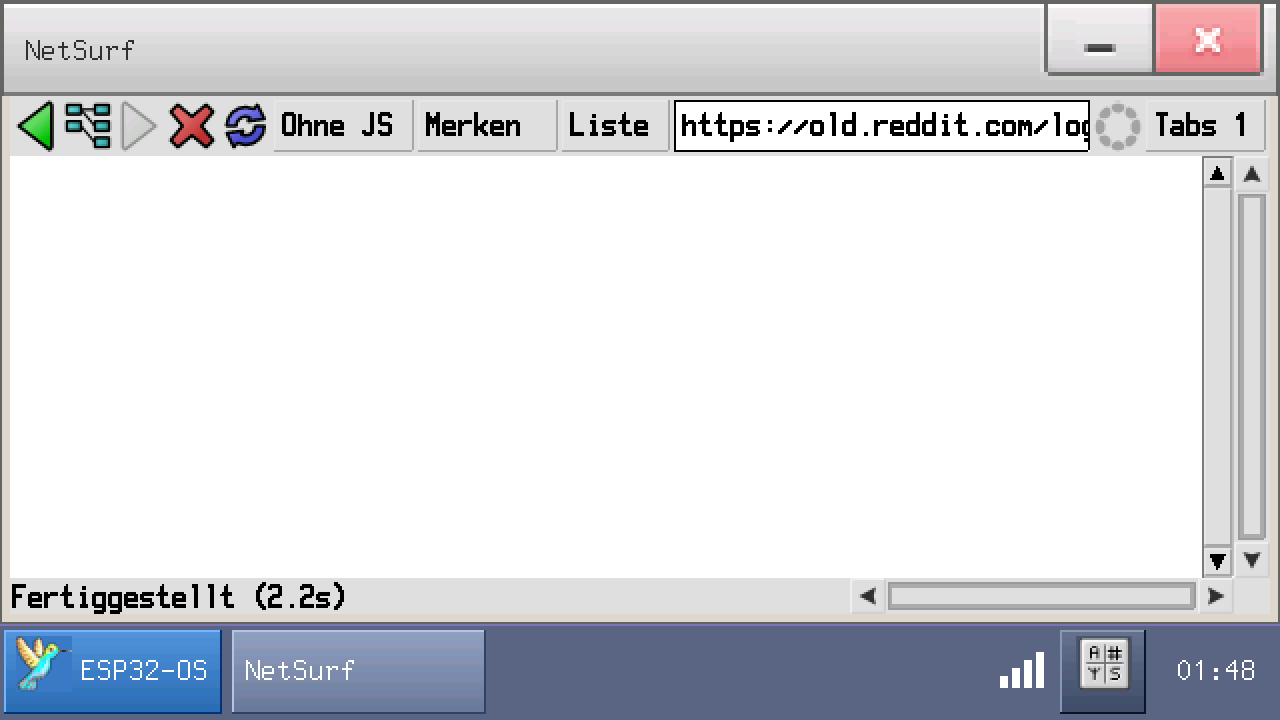 NetSurf
Ohne JS Merken Liste https://old.reddit.com/log Tabs 1
Fertiggestellt (2.2s)
ESP32-OS NetSurf A # Y S 01:48